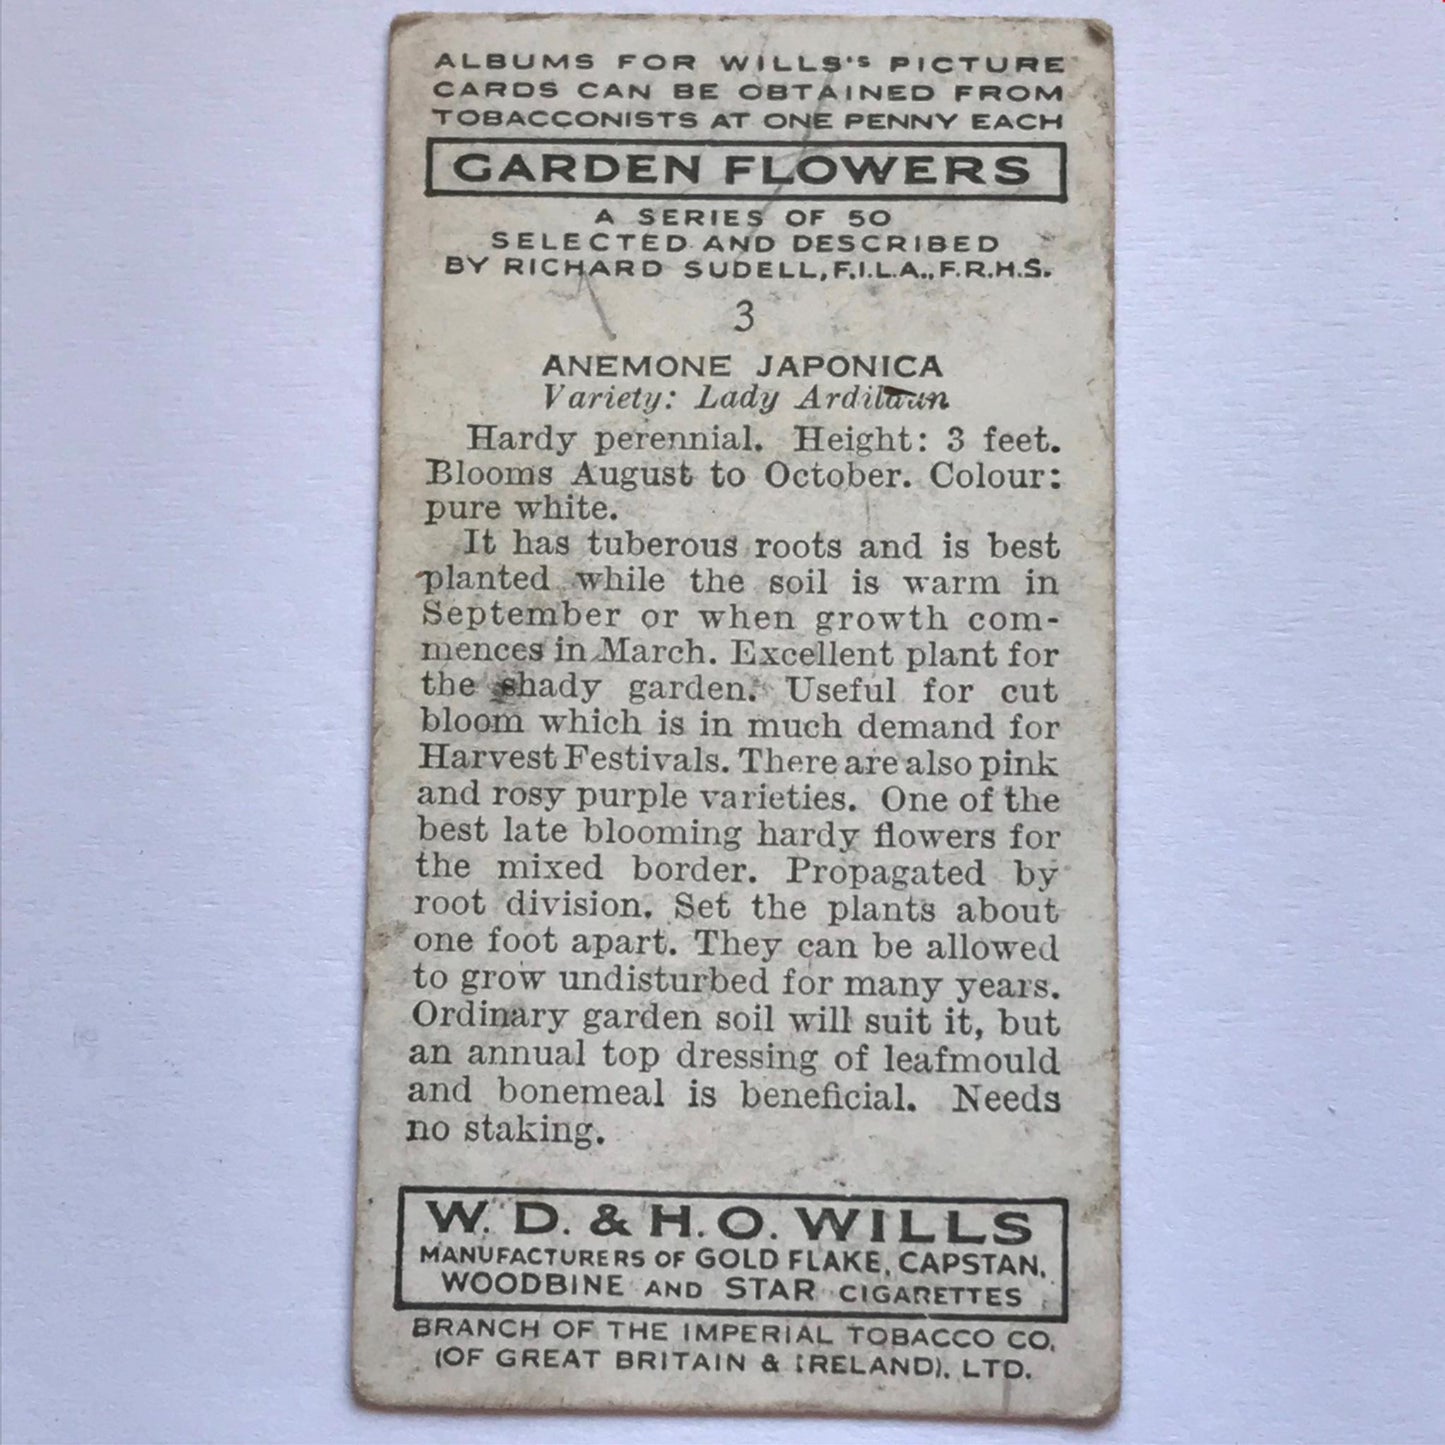 ALBUMS FOR WILLS'S PICTURE
CARDS CAN BE OBTAINED FROM
TOBACCONISTS AT ONE PENNY EACH
GARDEN FLOWERS
A SERIES OF 50
SELECTED AND DESCRIBED
BY RICHARD SUDELL, F.I.L.A., F.R.H.S.
3
ANEMONE JAPONICA
Variety: Lady Ardilaun
Hardy perennial. Height: 3 feet.
Blooms August to October. Colour:
pure white.
It has tuberous roots and is best
planted while the soil is warm in
September or when growth com-
mences in March. Excellent plant for
the shady garden. Useful for cut
bloom which is in much demand for
Harvest Festivals. There are also pink
and rosy purple varieties. One of the
best late blooming hardy flowers for
the mixed border. Propagated by
root division. Set the plants about
one foot apart. They can be allowed
to grow undisturbed for many years.
Ordinary garden soil will suit it, but
an annual top dressing of leafmould
and bonemeal is beneficial. Needs
no staking.
W. D. & H. O. WILLS
MANUFACTURERS OF GOLD FLAKE, CAPSTAN,
WOODBINE AND STAR CIGARETTES
BRANCH OF THE IMPERIAL TOBACCO CO.
(OF GREAT BRITAIN & IRELAND), LTD.